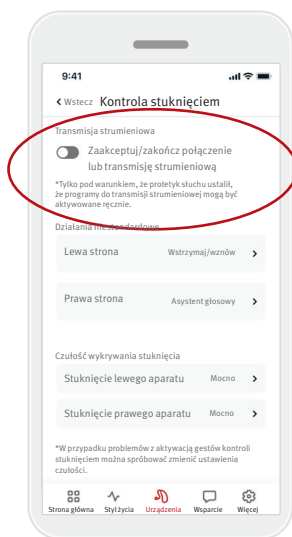 9:41
Wstecz Kontrola stuknięciem
Transmisja strumieniowa
Zaakceptuj/zakończ połączenie
lub transmisję strumieniową
*Tylko pod warunkiem, że protetyk słuchu ustalił,
że programy do transmisji strumieniowej mogą być
aktywowane ręcznie.
Działania niestandardowe
Lewa strona Wstrzymaj/wznów
Prawa strona Asystent głosowy
Czułość wykrywania stuknięcia
Stuknięcie lewego aparatu Mocno
Stuknięcie prawego aparatu Mocno
*W przypadku problemów z aktywacją gestów kontroli
stuknięciem można spróbować zmienić ustawienia
czułości.
Strona główna Styl życia Urządzenia Wsparcie Więcej